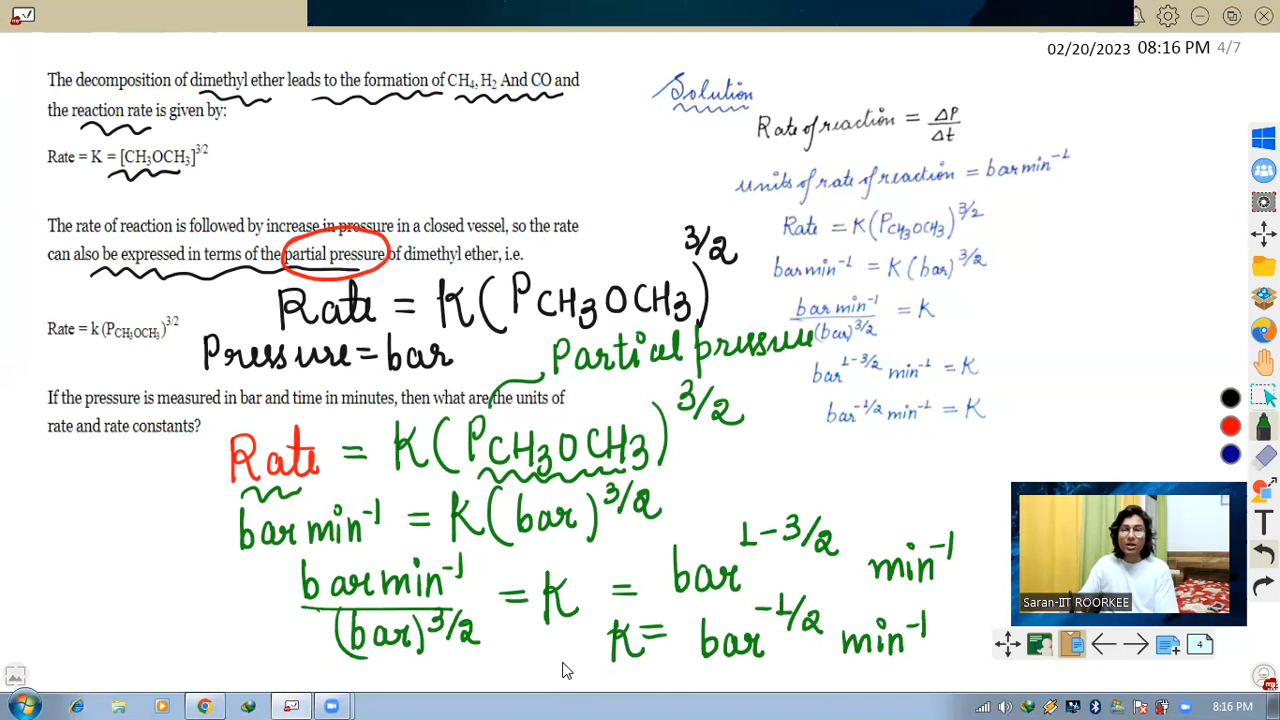 02/20/2023 08:16 PM 4/7
The decomposition of dimethyl ether leads to the formation of CH₄, H₂ And CO and
the reaction rate is given by:
Rate = K = [CH₃OCH₃]³/²
The rate of reaction is followed by increase in pressure in a closed vessel, so the rate
can also be expressed in terms of the partial pressure of dimethyl ether, i.e.
Rate = K(PCH3OCH3)³/²
Rate = k (PCH₃OCH₃)³/²
Pressure = bar
Partial pressure
If the pressure is measured in bar and time in minutes, then what are the units of
rate and rate constants?
Rate = K(PCH3OCH3)³/²
bar min⁻¹ = K(bar)³/²
bar min⁻¹
(bar)³/²
= K = bar¹⁻³/² min⁻¹
K = bar⁻¹/² min⁻¹
Solution
Rate of reaction = ΔP
Δt
units of rate of reaction = bar min⁻¹
Rate = K(PCH3OCH3)³/²
bar min⁻¹ = K(bar)³/²
bar min⁻¹
(bar)³/²
= K
bar¹⁻³/² min⁻¹ = K
bar⁻¹/² min⁻¹ = K
Saran-IIT ROORKEE
4
8:16 PM